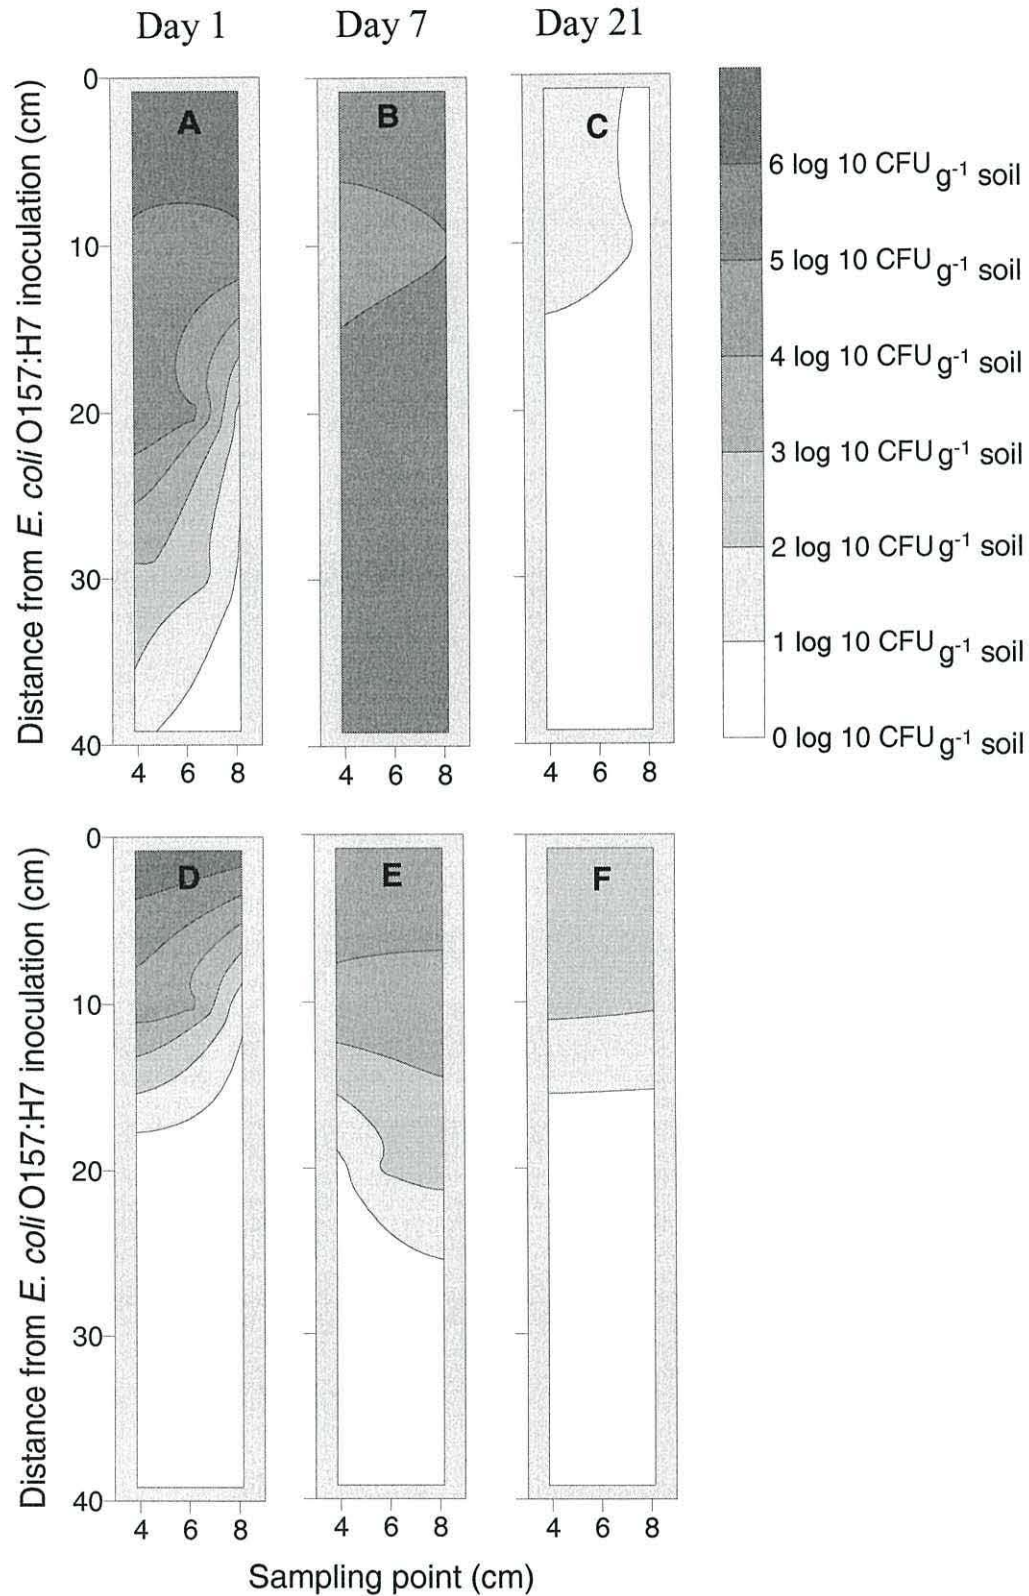 Day 1 Day 7 Day 21
Distance from E. coli O157:H7 inoculation (cm)
0
10
20
30
40
A
B
C
4 6 8
4 6 8
4 6 8
6 log 10 CFU g-1 soil
5 log 10 CFU g-1 soil
4 log 10 CFU g-1 soil
3 log 10 CFU g-1 soil
2 log 10 CFU g-1 soil
1 log 10 CFU g-1 soil
0 log 10 CFU g-1 soil
Distance from E. coli O157:H7 inoculation (cm)
0
10
20
30
40
D
E
F
4 6 8
4 6 8
4 6 8
Sampling point (cm)